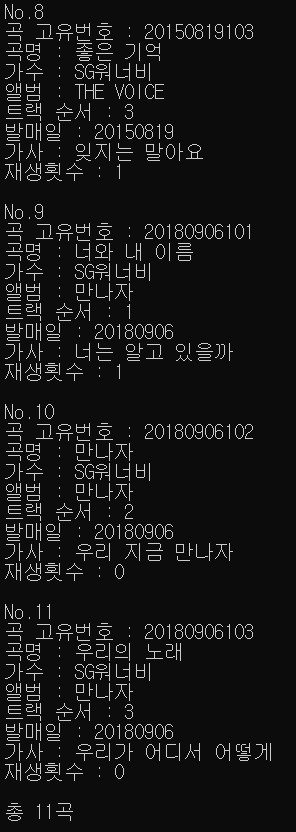 No.8
곡 고유번호 : 20150819103
곡명 : 좋은 기억
가수 : SG워너비
앨범 : THE VOICE
트랙 순서 : 3
발매일 : 20150819
가사 : 잊지는 말아요
재생횟수 : 1

No.9
곡 고유번호 : 20180906101
곡명 : 너와 내 이름
가수 : SG워너비
앨범 : 만나자
트랙 순서 : 1
발매일 : 20180906
가사 : 너는 알고 있을까
재생횟수 : 1

No.10
곡 고유번호 : 20180906102
곡명 : 만나자
가수 : SG워너비
앨범 : 만나자
트랙 순서 : 2
발매일 : 20180906
가사 : 우리 지금 만나자
재생횟수 : 0

No.11
곡 고유번호 : 20180906103
곡명 : 우리의 노래
가수 : SG워너비
앨범 : 만나자
트랙 순서 : 3
발매일 : 20180906
가사 : 우리가 어디서 어떻게
재생횟수 : 0

총 11곡